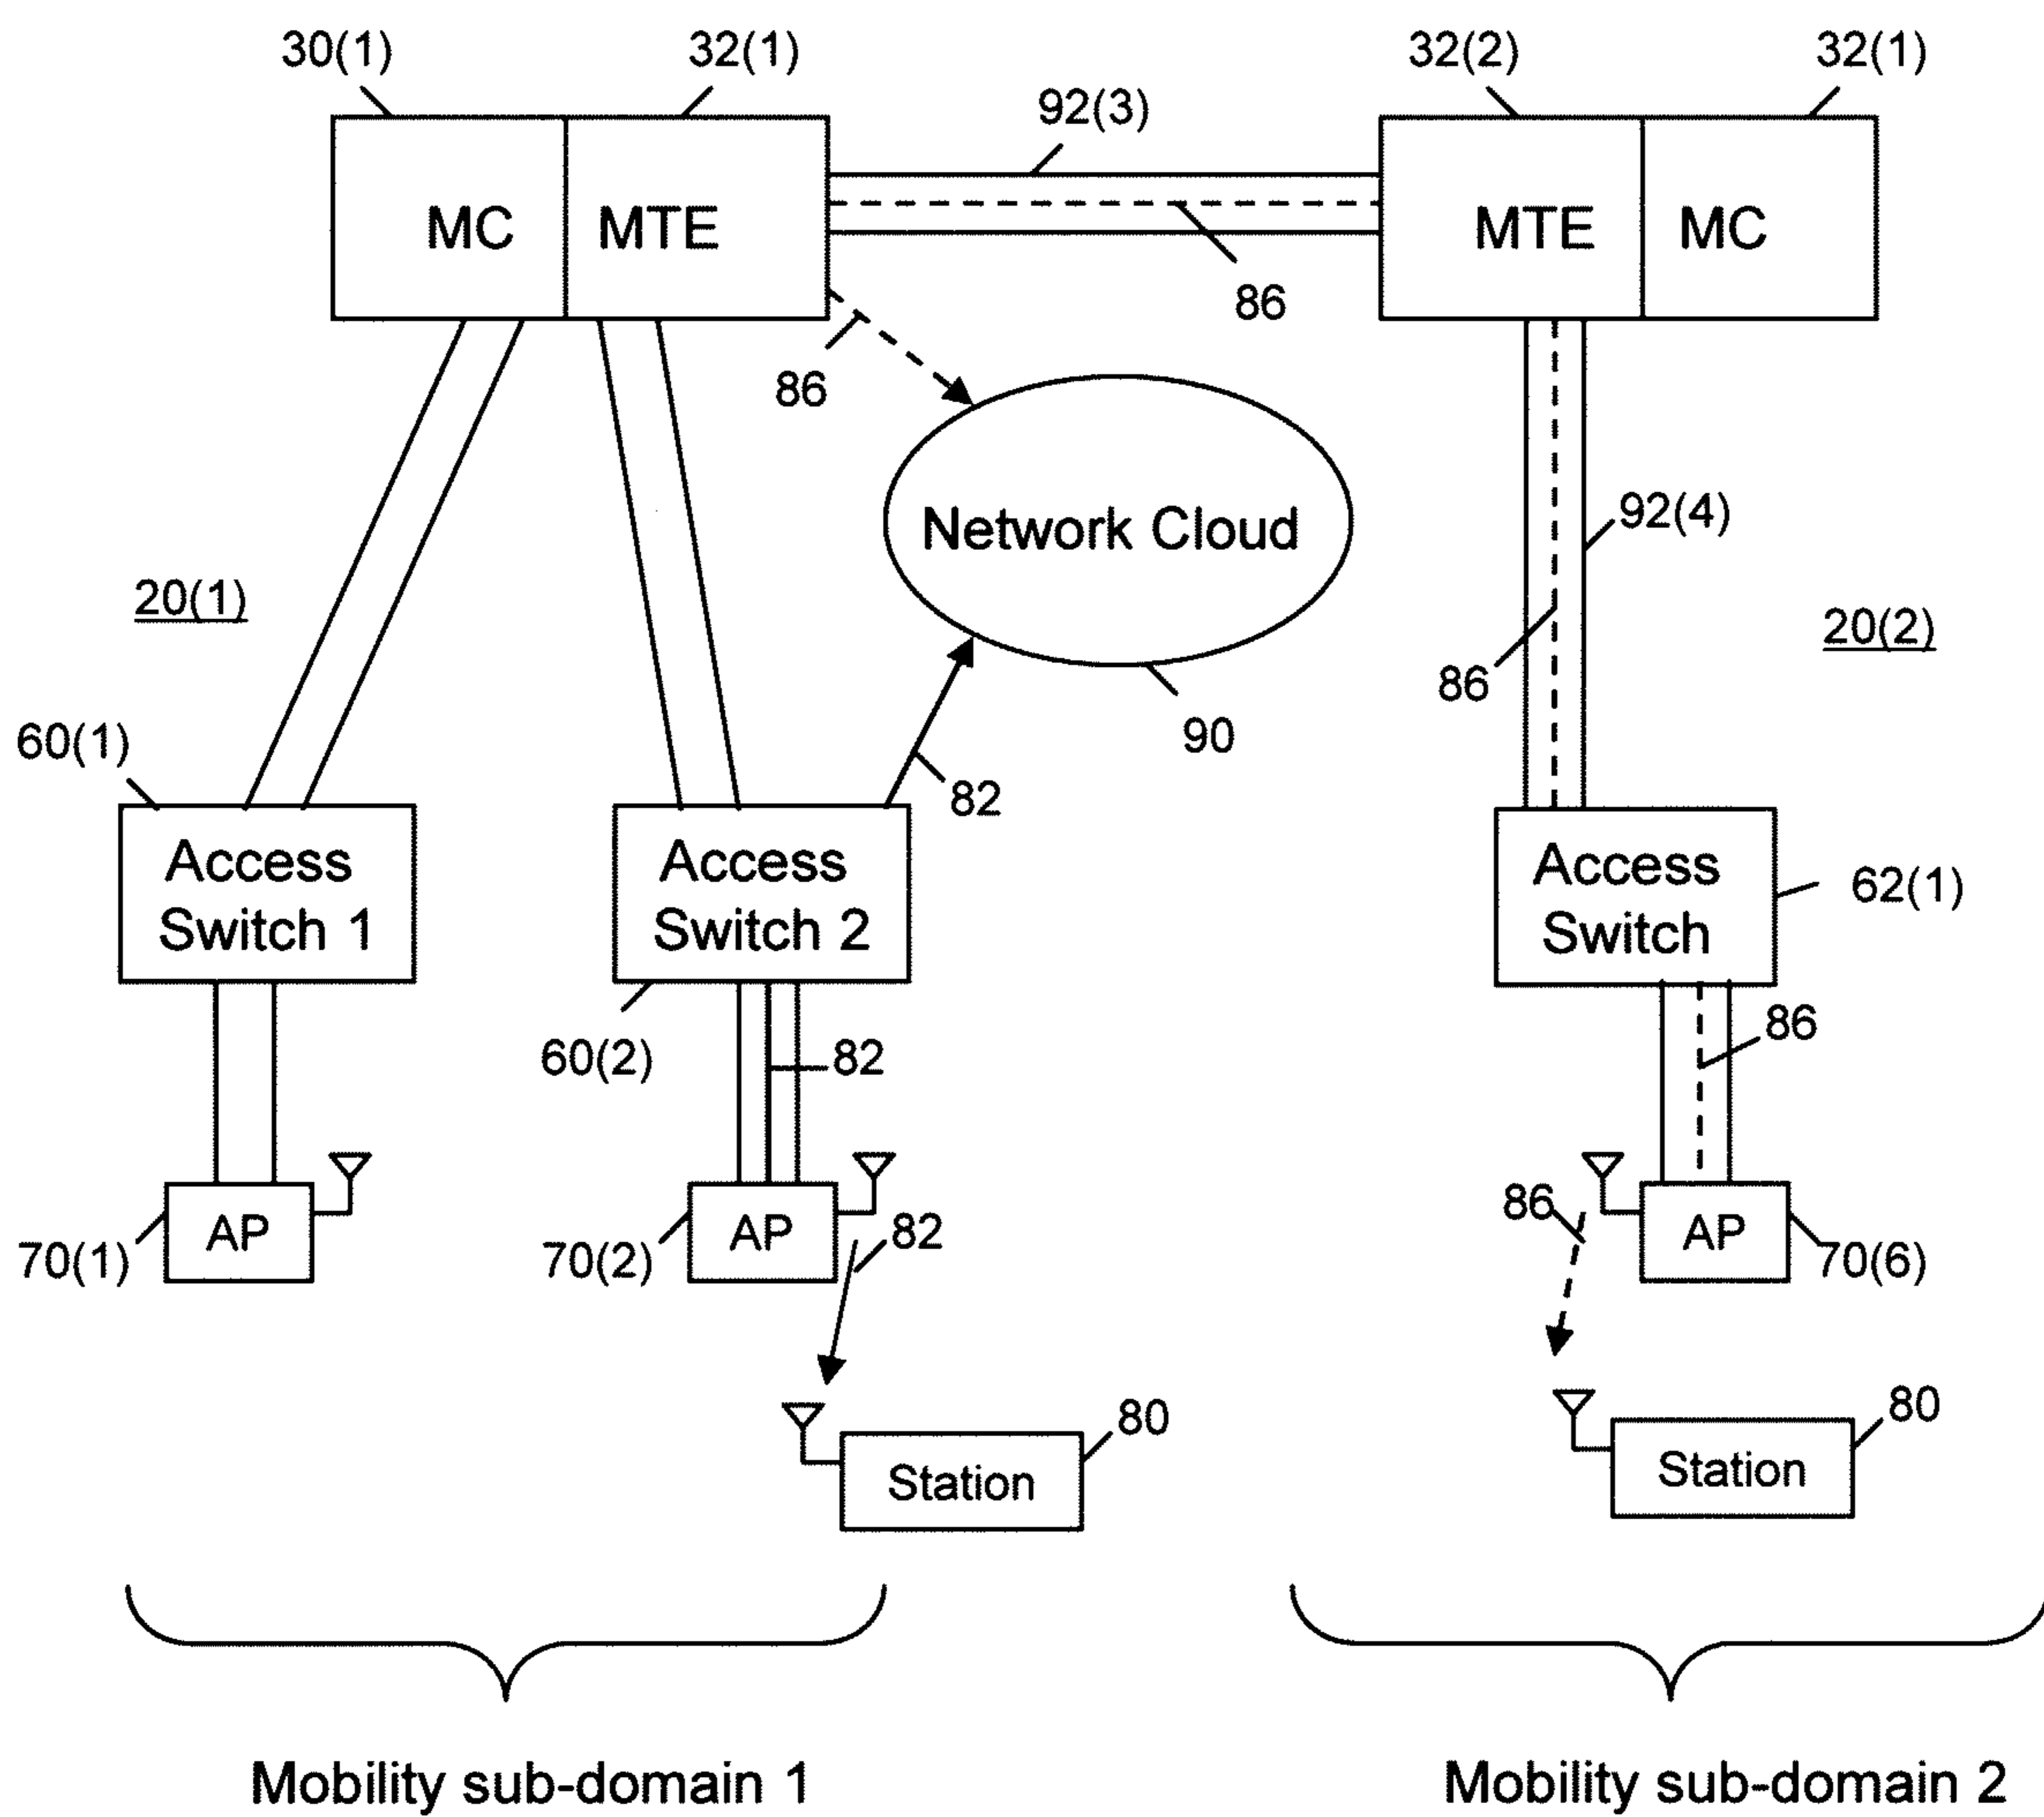 30(1)
32(1)
32(2)
32(1)
92(3)
MC
MTE
MTE
MC
86
86
Network Cloud
92(4)
20(1)
20(2)
86
90
60(1)
82
Access
Switch 1
Access
Switch 2
Access
Switch
62(1)
60(2)
82
86
AP
70(1)
AP
70(2)
82
86
AP
70(6)
80
Station
80
Station
Mobility sub-domain 1
Mobility sub-domain 2